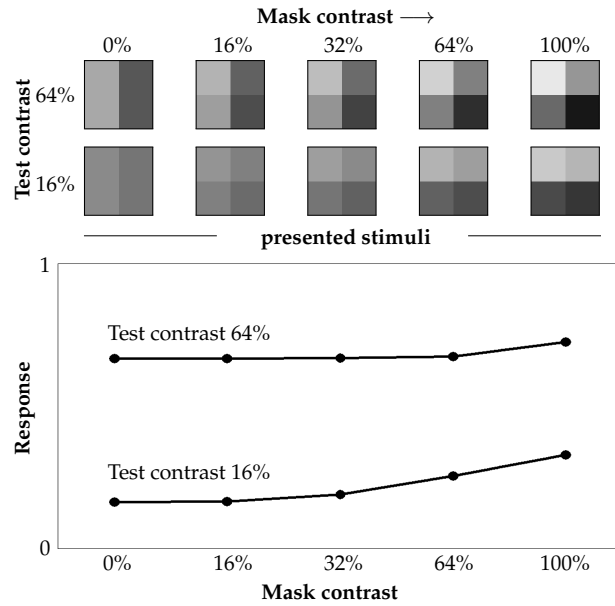 Mask contrast →
0% 16% 32% 64% 100%
Test contrast
64%
16%
presented stimuli
1
Test contrast 64%
Response
Test contrast 16%
0
0% 16% 32% 64% 100%
Mask contrast